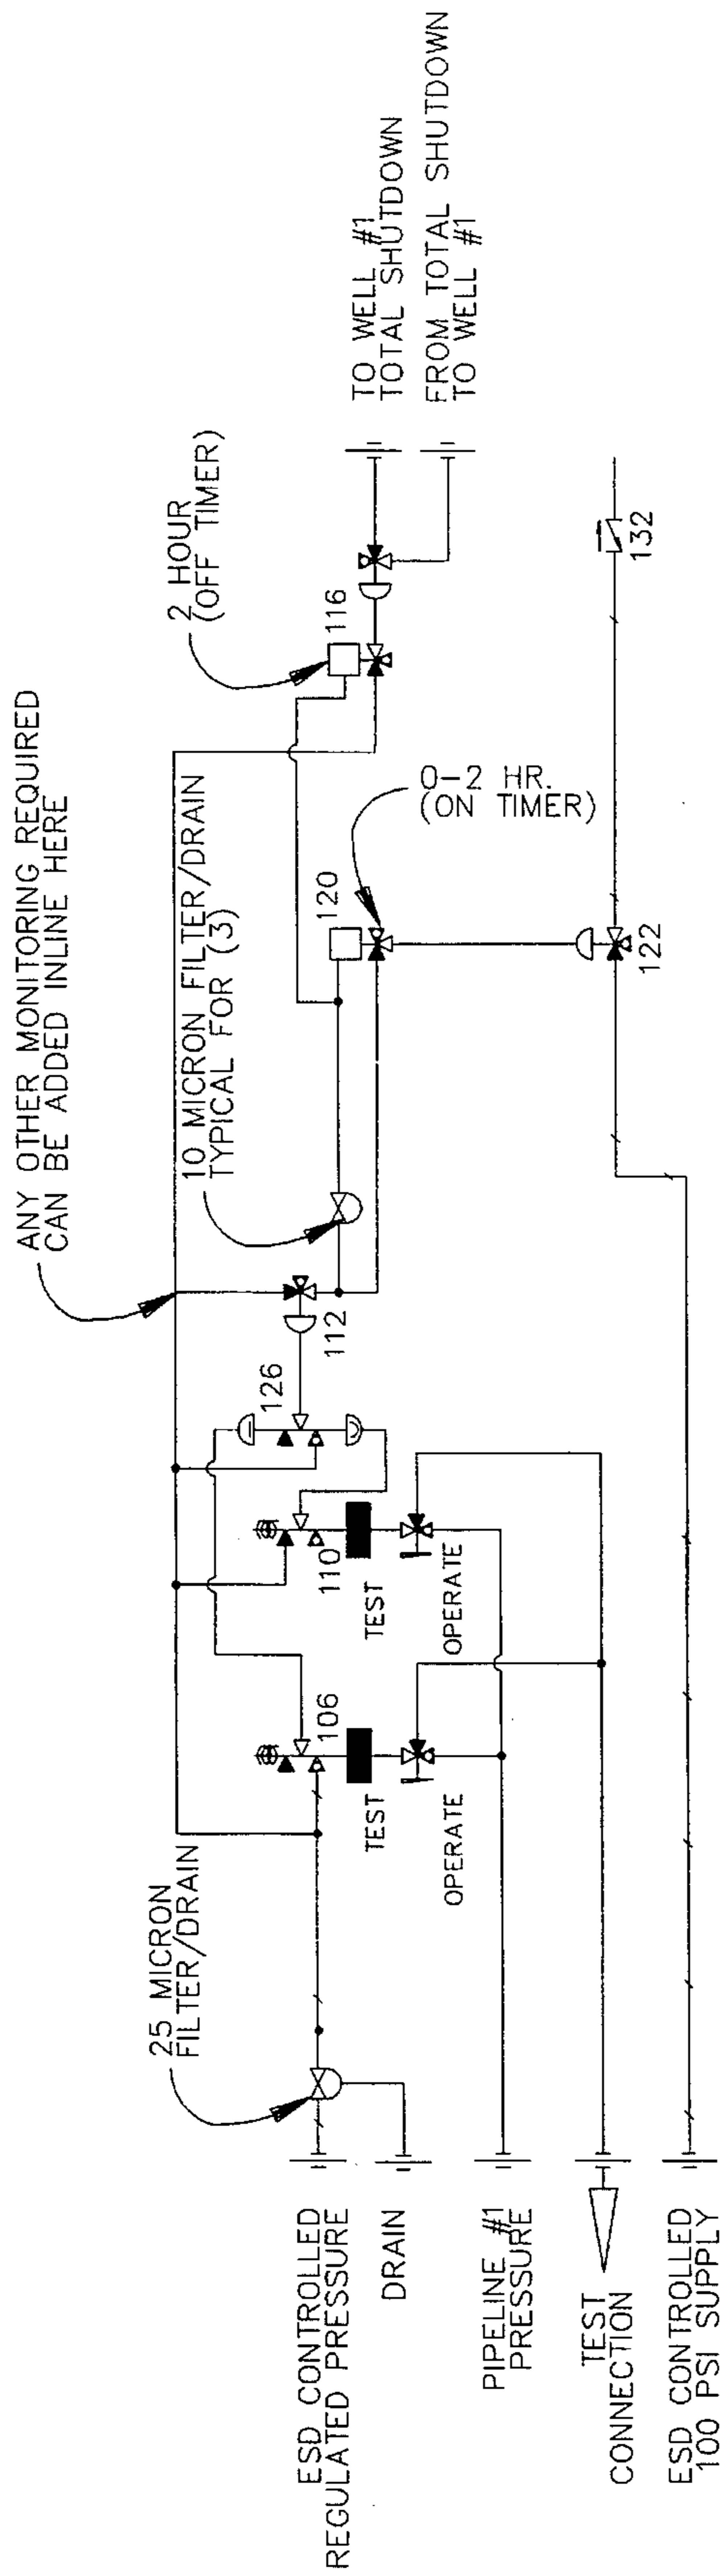 ANY OTHER MONITORING REQUIRED
CAN BE ADDED INLINE HERE
25 MICRON
FILTER/DRAIN
10 MICRON FILTER/DRAIN
TYPICAL FOR (3)
2 HOUR
(OFF TIMER)
116
120
0-2 HR.
(ON TIMER)
126
112
110
106
TEST
OPERATE
TEST
OPERATE
122
132
ESD CONTROLLED
REGULATED PRESSURE
DRAIN
PIPELINE #1
PRESSURE
TEST
CONNECTION
ESD CONTROLLED
100 PSI SUPPLY
TO WELL #1
TOTAL SHUTDOWN
FROM TOTAL SHUTDOWN
TO WELL #1